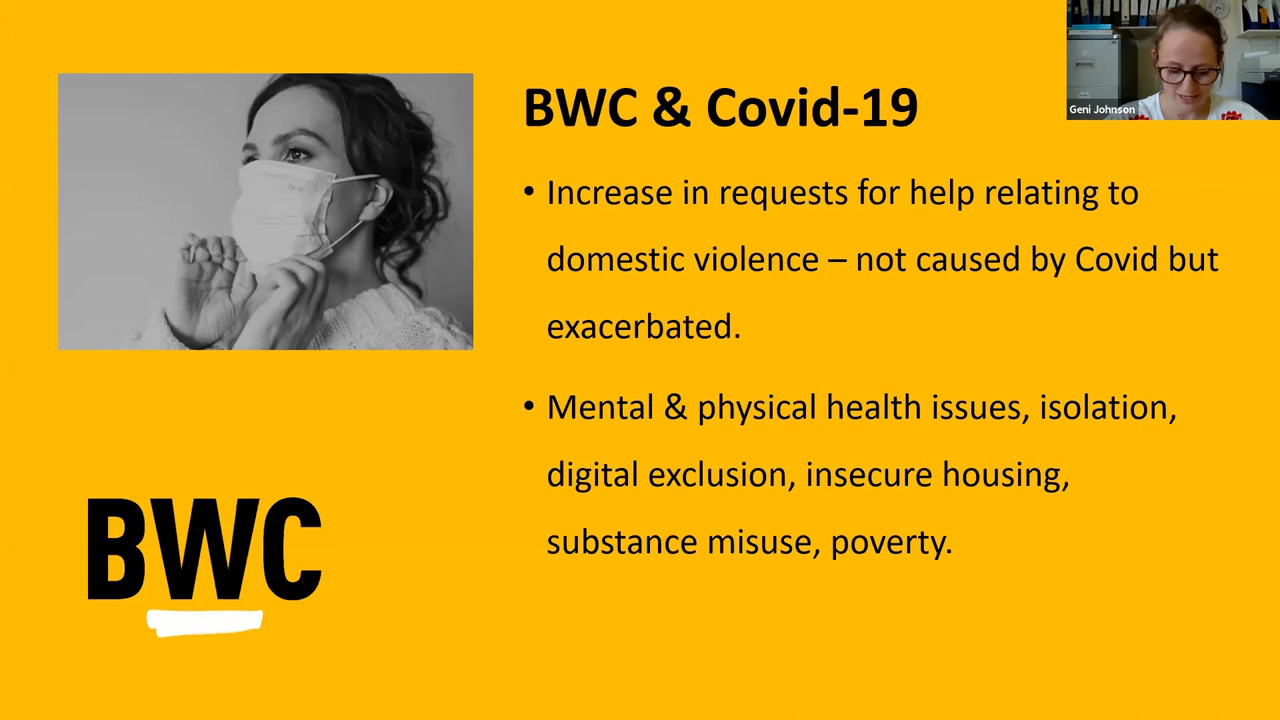 BWC & Covid-19
Geni Johnson
• Increase in requests for help relating to
domestic violence – not caused by Covid but
exacerbated.
• Mental & physical health issues, isolation,
digital exclusion, insecure housing,
substance misuse, poverty.
BWC